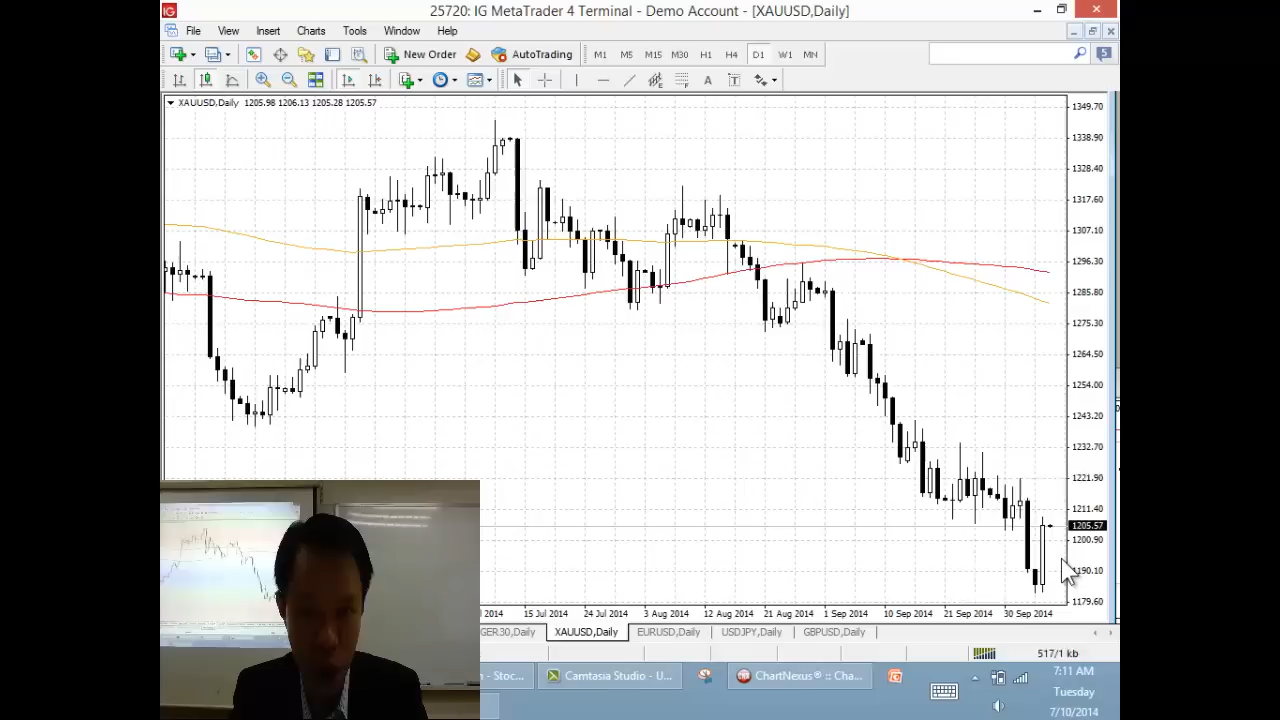 IG
25720: IG MetaTrader 4 Terminal - Demo Account - [XAUUSD,Daily]
File View Insert Charts Tools Window Help
New Order AutoTrading M1 M5 M15 M30 H1 H4 D1 W1 MN 5 New
A T
XAUUSD,Daily 1205.98 1206.13 1205.28 1205.57
1349.70
1338.90
1328.40
1317.60
1307.10
1296.30
1285.80
1275.30
1264.50
1254.00
1243.20
1232.70
1221.90
1211.40
1205.57
1200.90
1190.10
1179.60
2014 15 Jul 2014 24 Jul 2014 3 Aug 2014 12 Aug 2014 21 Aug 2014 1 Sep 2014 10 Sep 2014 21 Sep 2014 30 Sep 2014
GER30,Daily XAUUSD,Daily EURUSD,Daily USDJPY,Daily GBPUSD,Daily
517/1 kb
- Stoc... Camtasia Studio - U... ChartNexus® :: Cha... 7:11 AM
Tuesday
7/10/2014